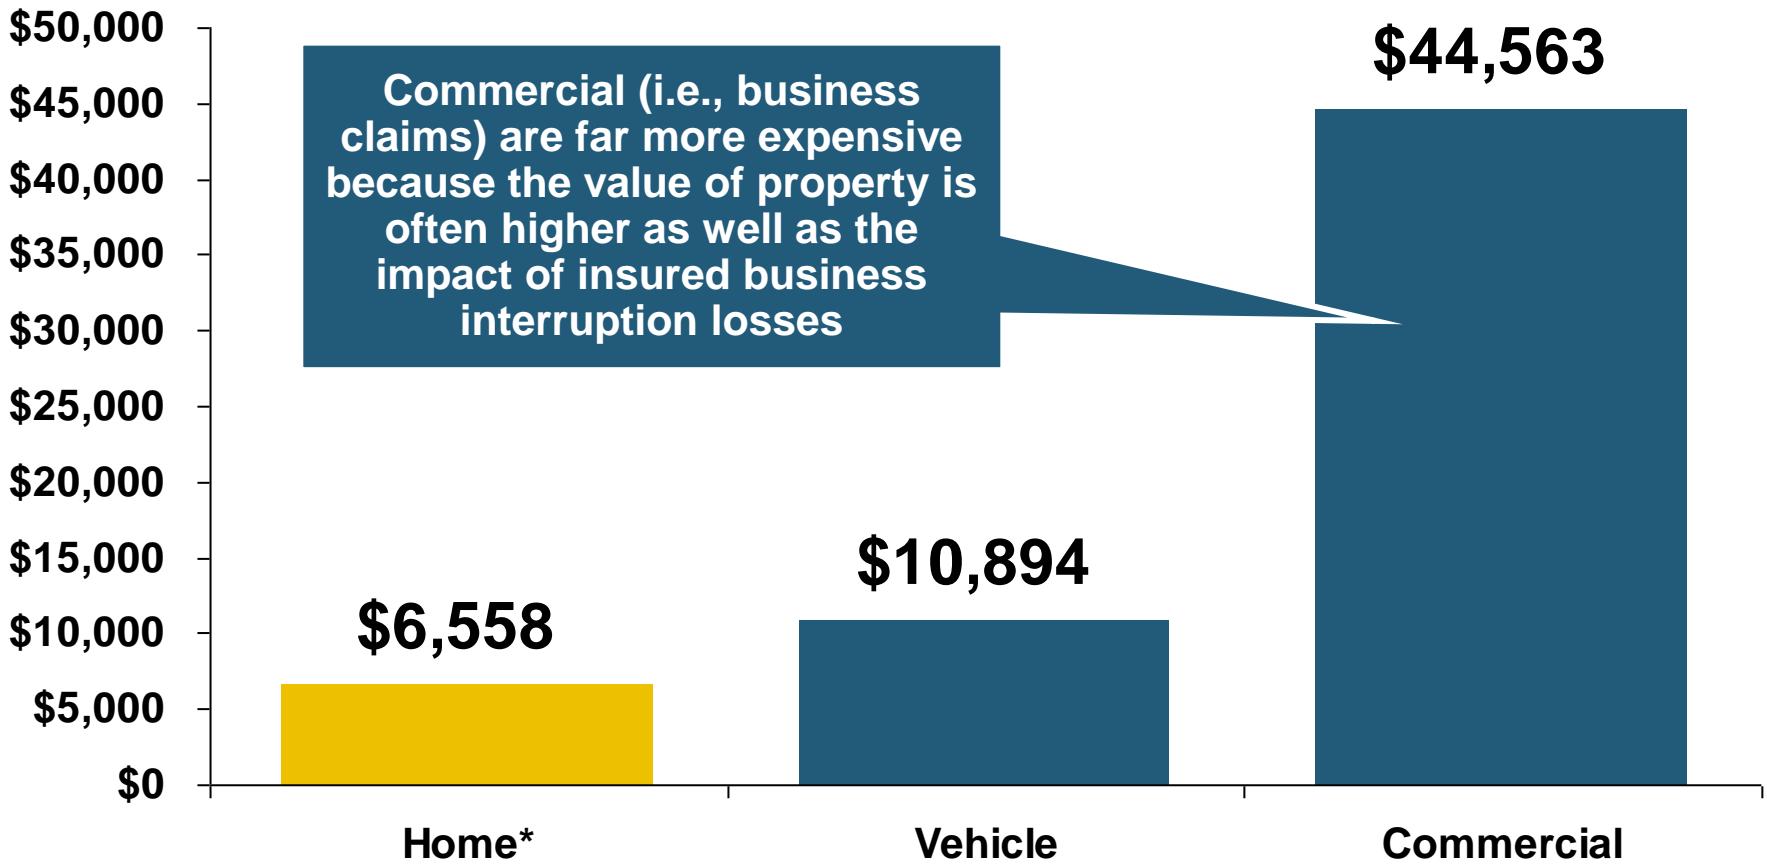 $50,000
$45,000
$40,000
$35,000
$30,000
$25,000
$20,000
$15,000
$10,000
$5,000
$0
Commercial (i.e., business
claims) are far more expensive
because the value of property is
often higher as well as the
impact of insured business
interruption losses
$6,558
$10,894
$44,563
Home*
Vehicle
Commercial